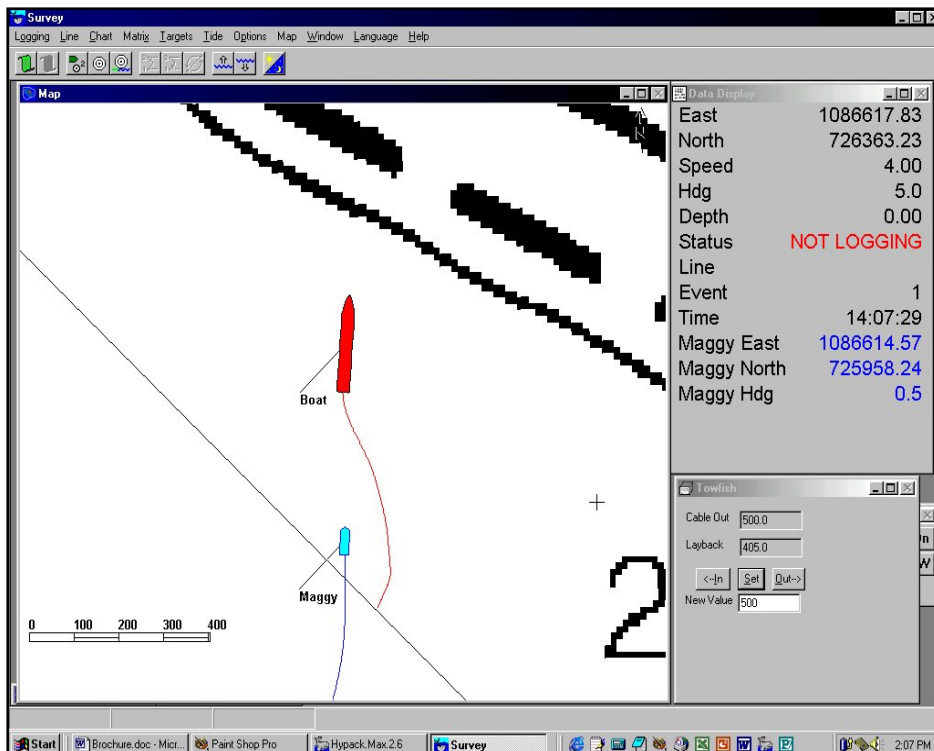 Survey
Logging Line Chart Matrix Targets Tide Options Map Window Language Help
Map
N
Boat
Maggy
0 100 200 300 400
2
Data Display
East 1086617.83
North 726363.23
Speed 4.00
Hdg 5.0
Depth 0.00
Status NOT LOGGING
Line
Event 1
Time 14:07:29
Maggy East 1086614.57
Maggy North 725958.24
Maggy Hdg 0.5
Towfish
Cable Out 500.0
Layback 405.0
<--In Set Out-->
New Value 500
W
Start Brochure.doc - Micr... Paint Shop Pro Hypack.Max.2.6 Survey 2:07 PM